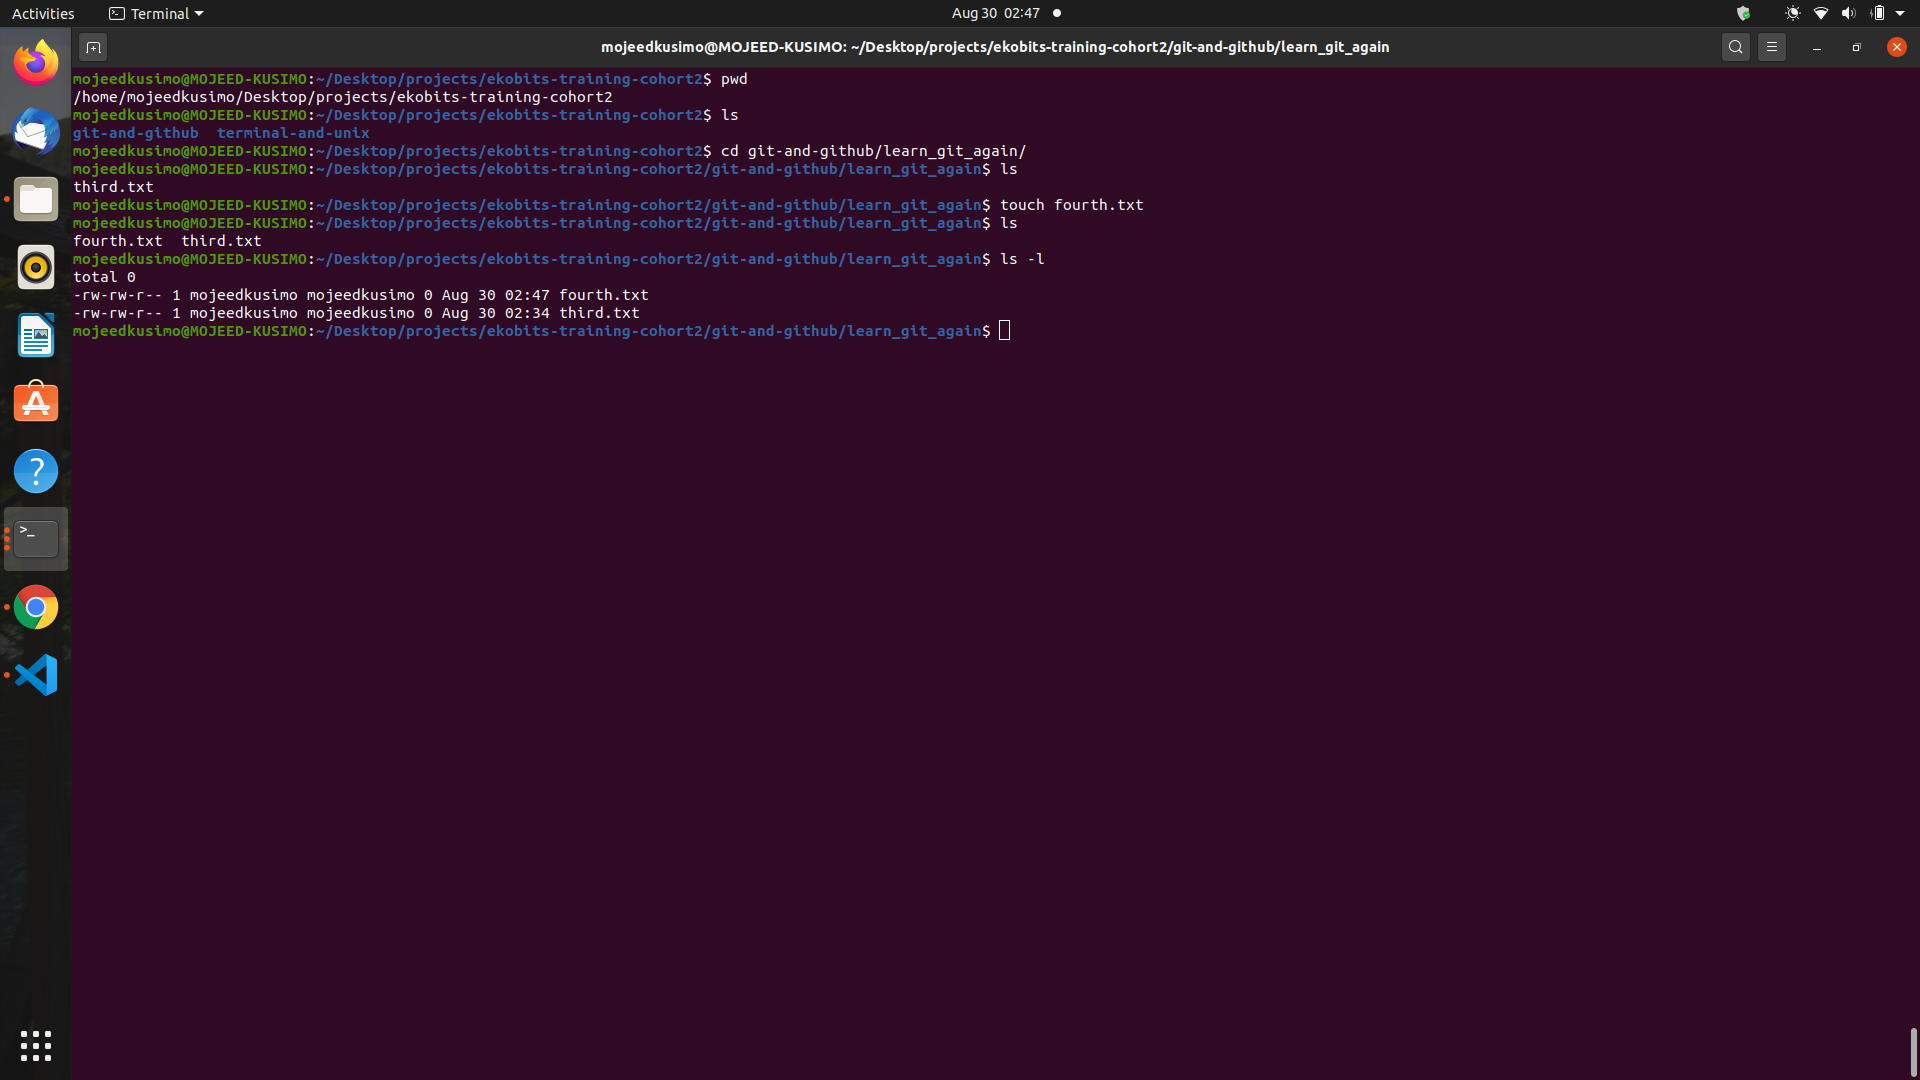 Activities Terminal Aug 30 02:47
mojeedkusimo@MOJEED-KUSIMO: ~/Desktop/projects/ekobits-training-cohort2/git-and-github/learn_git_again
mojeedkusimo@MOJEED-KUSIMO:~/Desktop/projects/ekobits-training-cohort2$ pwd
/home/mojeedkusimo/Desktop/projects/ekobits-training-cohort2
mojeedkusimo@MOJEED-KUSIMO:~/Desktop/projects/ekobits-training-cohort2$ ls
git-and-github  terminal-and-unix
mojeedkusimo@MOJEED-KUSIMO:~/Desktop/projects/ekobits-training-cohort2$ cd git-and-github/learn_git_again/
mojeedkusimo@MOJEED-KUSIMO:~/Desktop/projects/ekobits-training-cohort2/git-and-github/learn_git_again$ ls
third.txt
mojeedkusimo@MOJEED-KUSIMO:~/Desktop/projects/ekobits-training-cohort2/git-and-github/learn_git_again$ touch fourth.txt
mojeedkusimo@MOJEED-KUSIMO:~/Desktop/projects/ekobits-training-cohort2/git-and-github/learn_git_again$ ls
fourth.txt  third.txt
mojeedkusimo@MOJEED-KUSIMO:~/Desktop/projects/ekobits-training-cohort2/git-and-github/learn_git_again$ ls -l
total 0
-rw-rw-r-- 1 mojeedkusimo mojeedkusimo 0 Aug 30 02:47 fourth.txt
-rw-rw-r-- 1 mojeedkusimo mojeedkusimo 0 Aug 30 02:34 third.txt
mojeedkusimo@MOJEED-KUSIMO:~/Desktop/projects/ekobits-training-cohort2/git-and-github/learn_git_again$